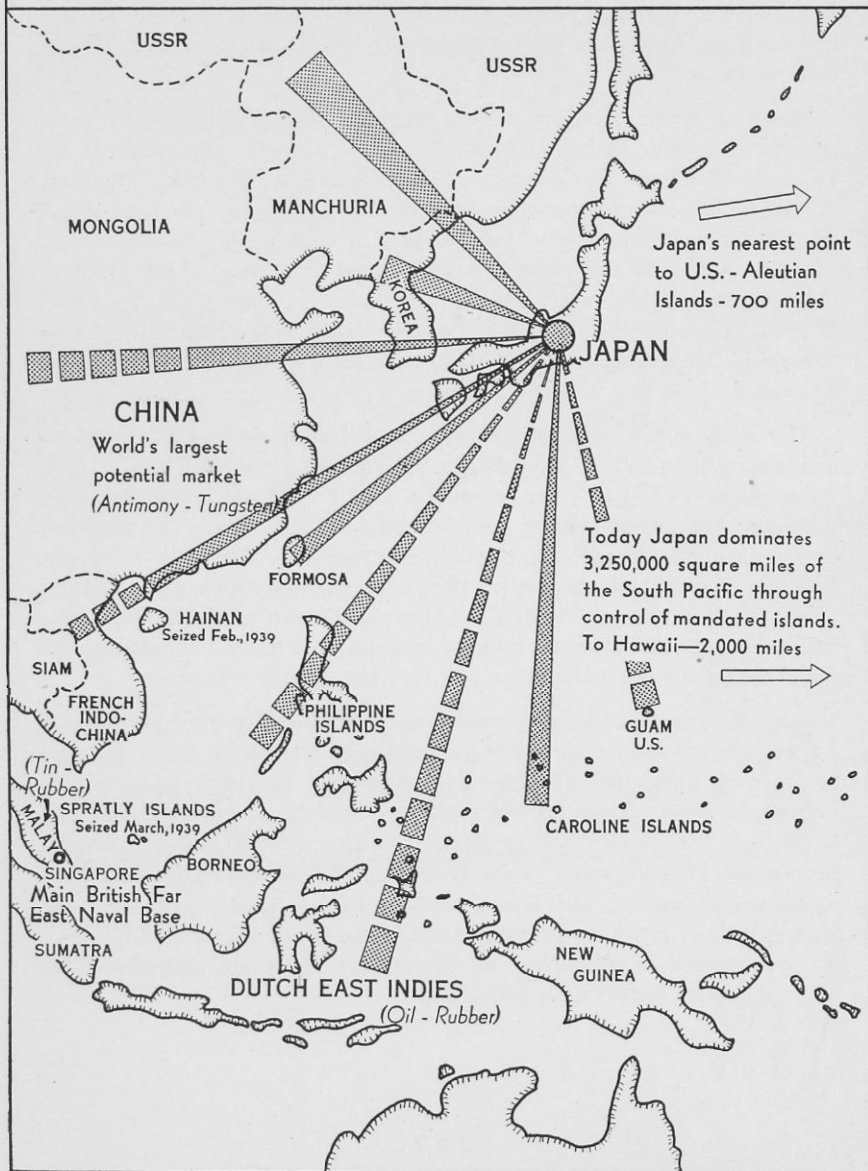 USSR
USSR
MONGOLIA
MANCHURIA
KOREA
Japan's nearest point
to U.S. - Aleutian
Islands - 700 miles
JAPAN
CHINA
World's largest
potential market
(Antimony - Tungsten)
FORMOSA
HAINAN
Seized Feb., 1939
Today Japan dominates
3,250,000 square miles of
the South Pacific through
control of mandated islands.
To Hawaii—2,000 miles
SIAM
FRENCH
INDO-
CHINA
PHILIPPINE
ISLANDS
GUAM
U.S.
(Tin -
Rubber)
MALAY
SPRATLY ISLANDS
Seized March, 1939
CAROLINE ISLANDS
BORNEO
SINGAPORE
Main British Far
East Naval Base
SUMATRA
NEW
GUINEA
DUTCH EAST INDIES
(Oil - Rubber)